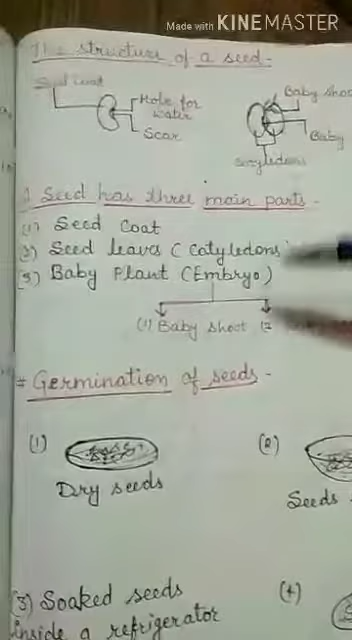 Made with KINEMASTER
The structure of a seed -
Seed coat
Hole for
water
Scar
Baby shoo
Baby
cotyledons
A Seed has three main parts -
(1) Seed Coat
(2) Seed leaves (Cotyledons
(3) Baby Plant (Embryo)
(1) Baby shoot (2
# Germination of seeds -
(1)
(2)
Dry seeds
Seeds
(3) Soaked seeds
inside a refrigerator
(4)